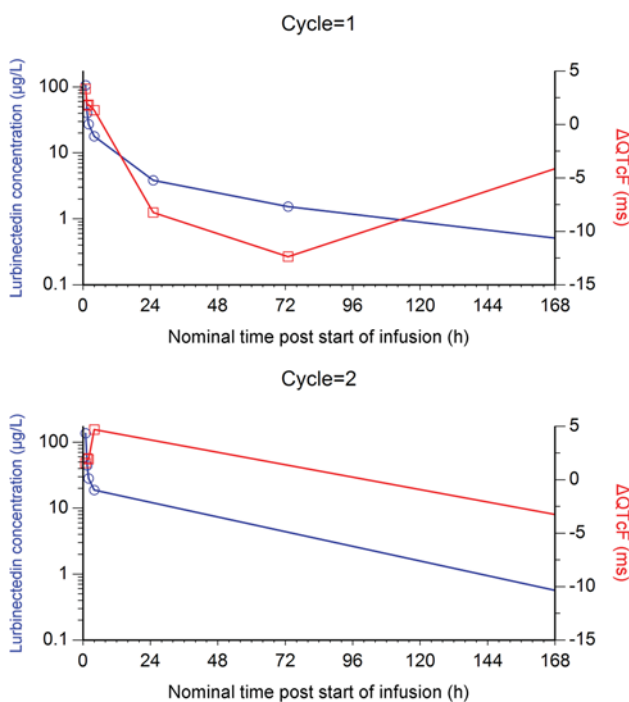 Cycle=1
Lurbinectedin concentration (µg/L)
100
10
1
0.1
5
0
-5
-10
-15
ΔQTcF (ms)
0 24 48 72 96 120 144 168
Nominal time post start of infusion (h)
Cycle=2
Lurbinectedin concentration (µg/L)
100
10
1
0.1
5
0
-5
-10
-15
ΔQTcF (ms)
0 24 48 72 96 120 144 168
Nominal time post start of infusion (h)